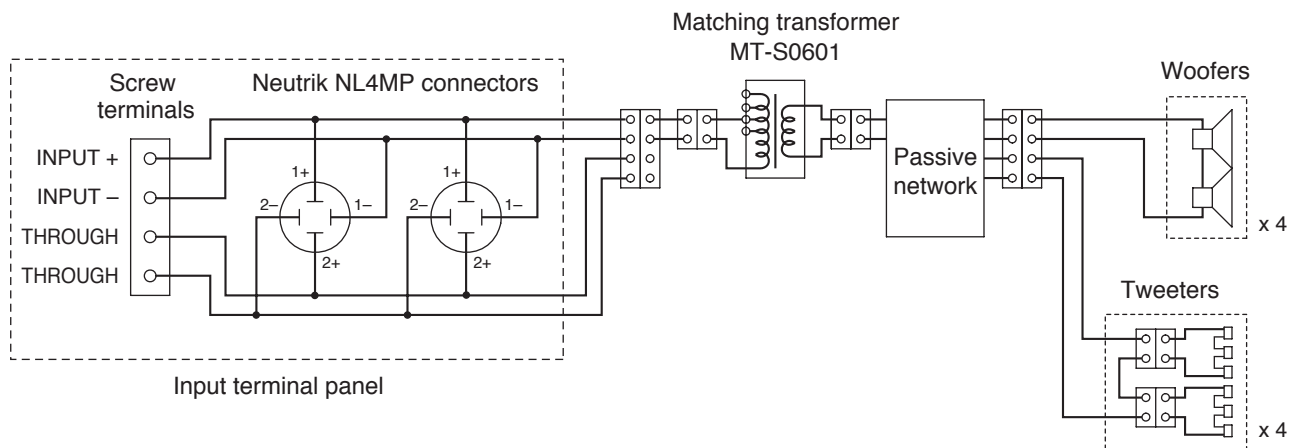 Matching transformer
MT-S0601
Screw
terminals
Neutrik NL4MP connectors
Woofers
INPUT +
INPUT –
THROUGH
THROUGH
1+
2–
1–
2+
1+
2–
1–
2+
Passive
network
x 4
Tweeters
x 4
Input terminal panel